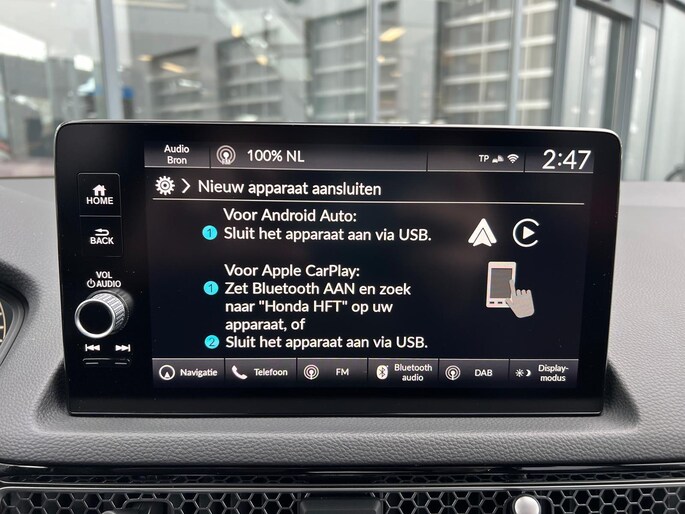 Audio
Bron
FM
100% NL
TP
2:47
HOME
Nieuw apparaat aansluiten
BACK
Voor Android Auto:
1 Sluit het apparaat aan via USB.
VOL
AUDIO
Voor Apple CarPlay:
1 Zet Bluetooth AAN en zoek
naar "Honda HFT" op uw
apparaat, of
2 Sluit het apparaat aan via USB.
Navigatie
Telefoon
FM
Bluetooth
audio
DAB
Display-
modus